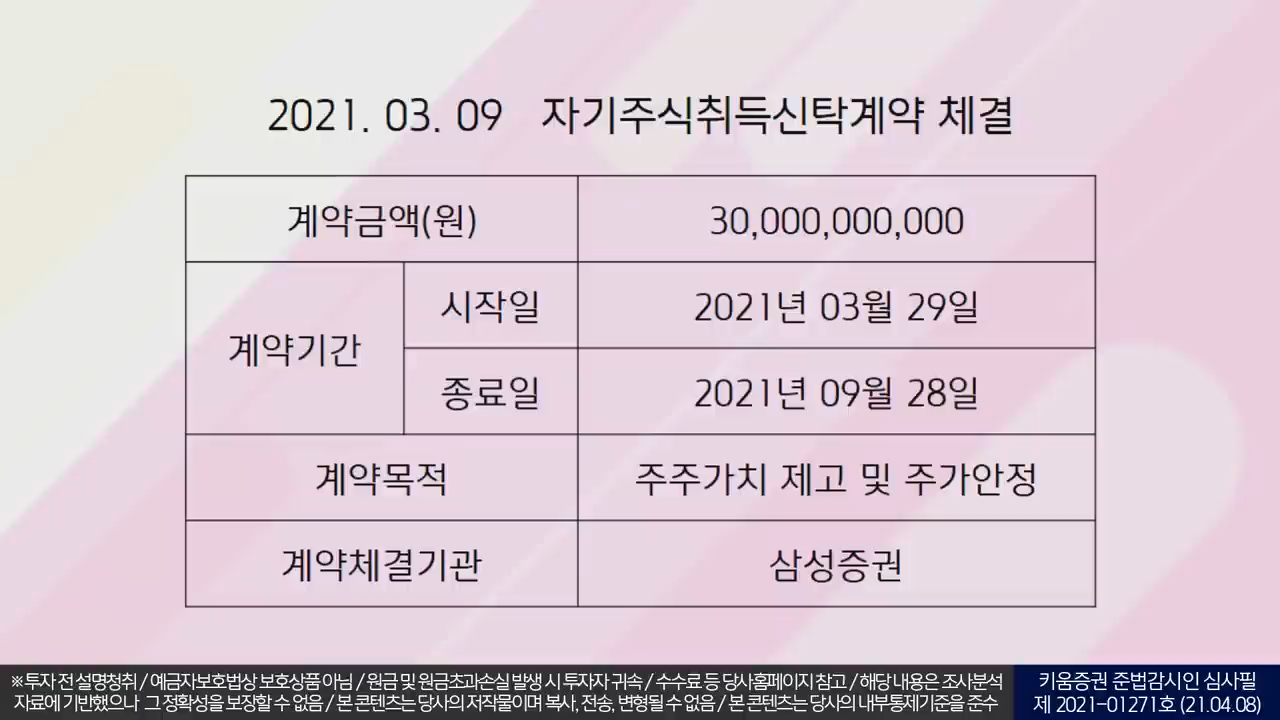 2021. 03. 09 자기주식취득신탁계약 체결
계약금액(원) 30,000,000,000
계약기간 시작일 2021년 03월 29일
종료일 2021년 09월 28일
계약목적 주주가치 제고 및 주가안정
계약체결기관 삼성증권
※투자 전 설명청취 / 예금자보호법상 보호상품 아님 / 원금 및 원금초과손실 발생 시 투자자 귀속 / 수수료 등 당사홈페이지 참고 / 해당 내용은 조사분석
자료에 기반했으나 그 정확성을 보장할 수 없음 / 본 콘텐츠는 당사의 저작물이며 복사, 전송, 변형될 수 없음 / 본 콘텐츠는 당사의 내부통제기준을 준수
키움증권 준법감시인 심사필
제 2021-01271호 (21.04.08)